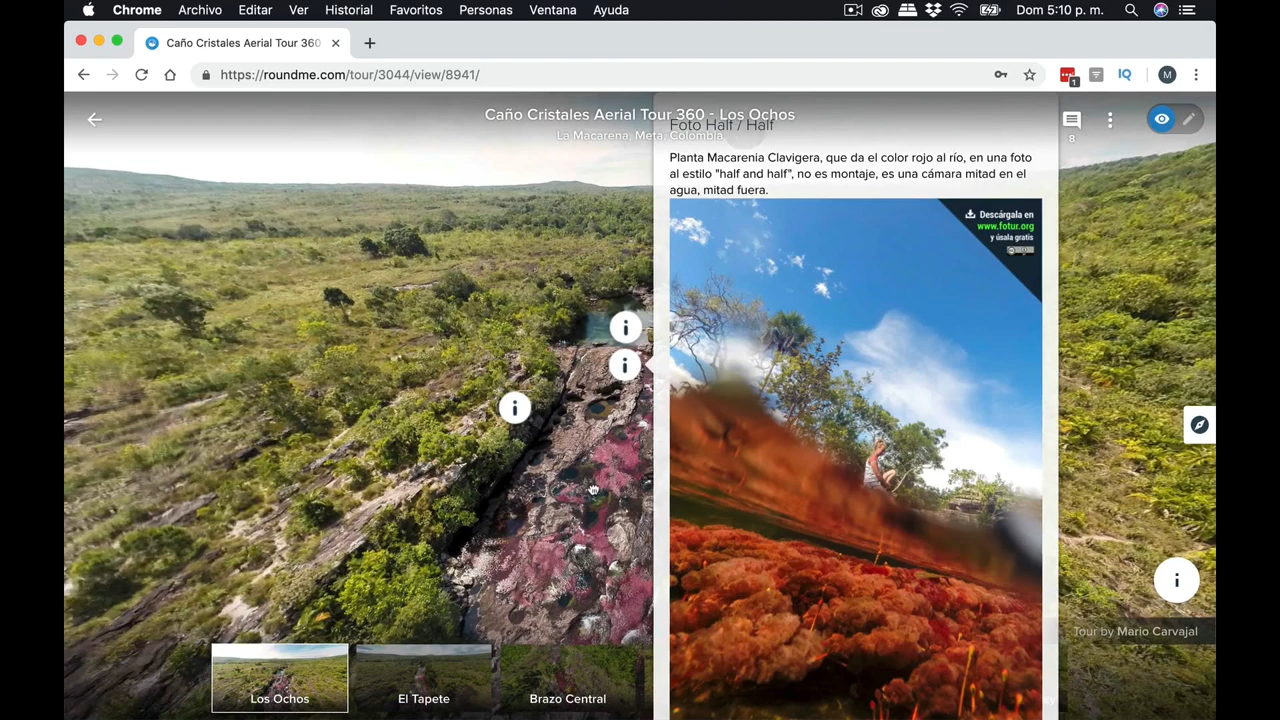 Chrome Archivo Editar Ver Historial Favoritos Personas Ventana Ayuda Dom 5:10 p. m.
Caño Cristales Aerial Tour 360
https://roundme.com/tour/3044/view/8941/
IQ
1
M
Caño Cristales Aerial Tour 360 - Los Ochos
La Macarena, Meta, Colombia
Foto Half / Half
8
Planta Macarenia Clavigera, que da el color rojo al río, en una foto
al estilo "half and half", no es montaje, es una cámara mitad en el
agua, mitad fuera.
Descárgala en
www.fotur.org
y úsala gratis
Tour by Mario Carvajal
Los Ochos
El Tapete
Brazo Central